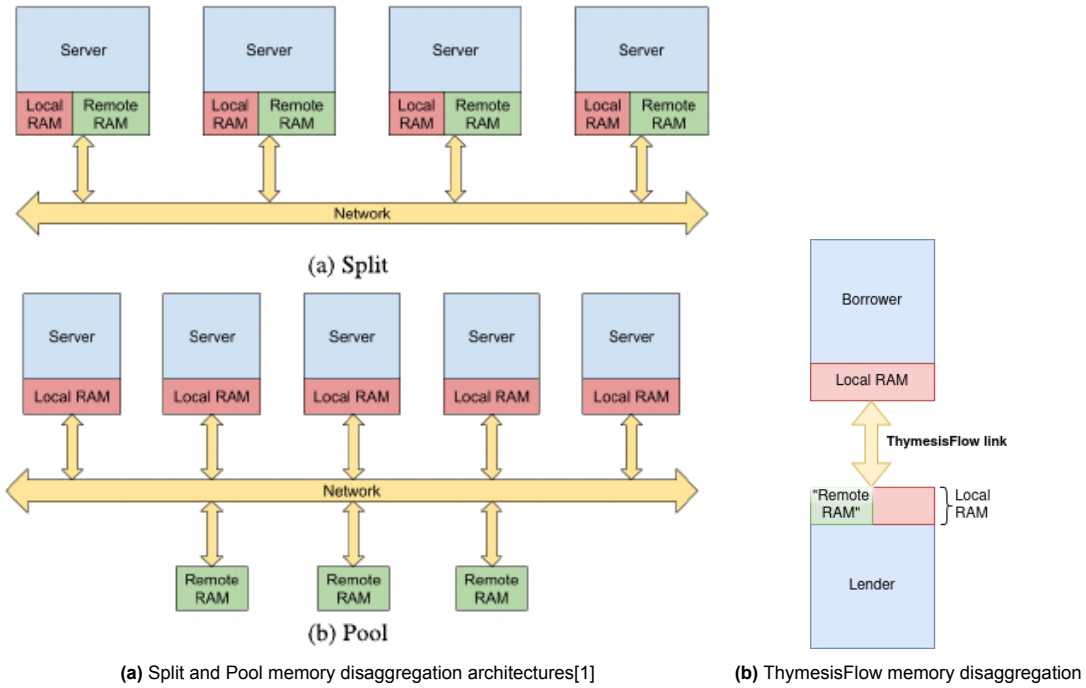 Server
Server
Server
Server
Local
RAM
Remote
RAM
Local
RAM
Remote
RAM
Local
RAM
Remote
RAM
Local
RAM
Remote
RAM
Network
(a) Split
Server
Server
Server
Server
Server
Local RAM
Local RAM
Local RAM
Local RAM
Local RAM
Network
Remote
RAM
Remote
RAM
Remote
RAM
(b) Pool
(a) Split and Pool memory disaggregation architectures[1]
Borrower
Local RAM
ThymesisFlow link
"Remote
RAM"
Local
RAM
Lender
(b) ThymesisFlow memory disaggregation